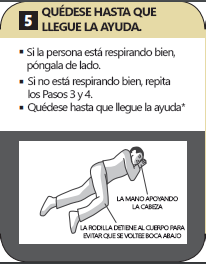 5 QUÉDESE HASTA QUE
LLEGUE LA AYUDA.
▪ Si la persona está respirando bien,
póngala de lado.
▪ Si no está respirando bien, repita
los Pasos 3 y 4.
▪ Quédese hasta que llegue la ayuda*
LA MANO APOYANDO
LA CABEZA
LA RODILLA DETIENE AL CUERPO PARA
EVITAR QUE SE VOLTEE BOCA ABAJO